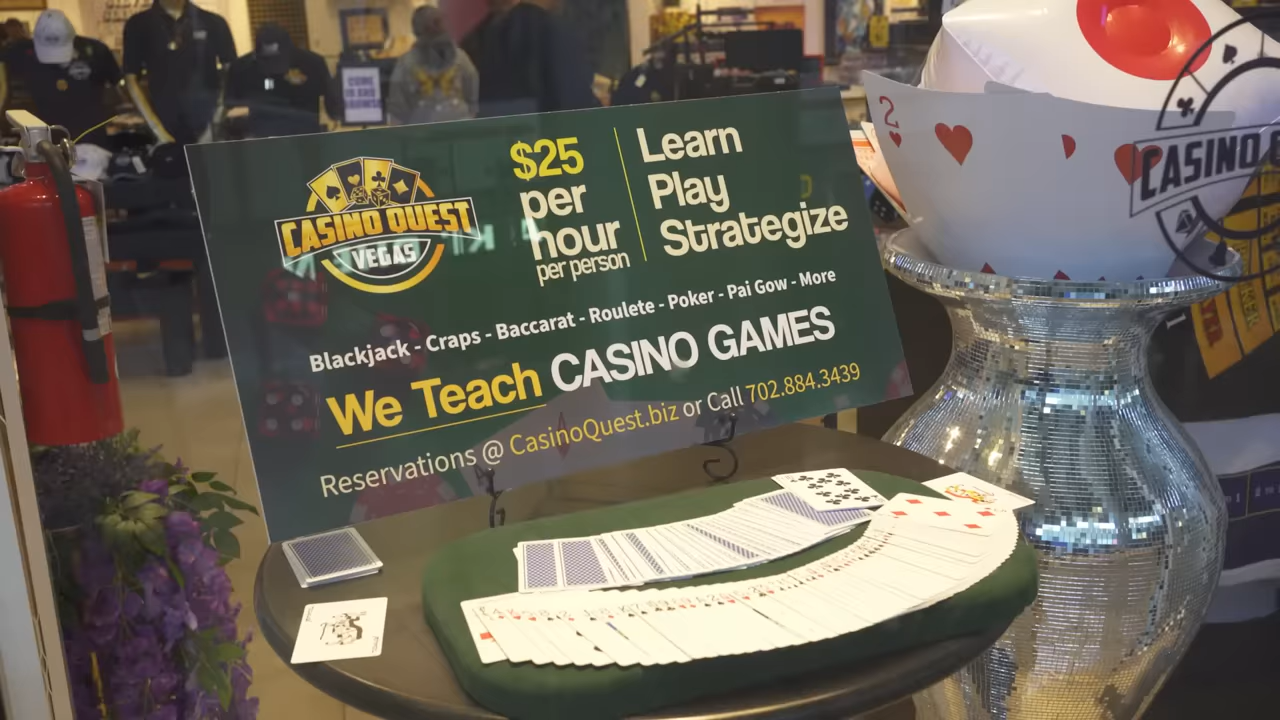 CASINO QUEST
VEGAS
$25
per
hour
per person
Learn
Play
Strategize
Blackjack - Craps - Baccarat - Roulete - Poker - Pai Gow - More
We Teach CASINO GAMES
Reservations @ CasinoQuest.biz or Call 702.884.3439
2
CASINO